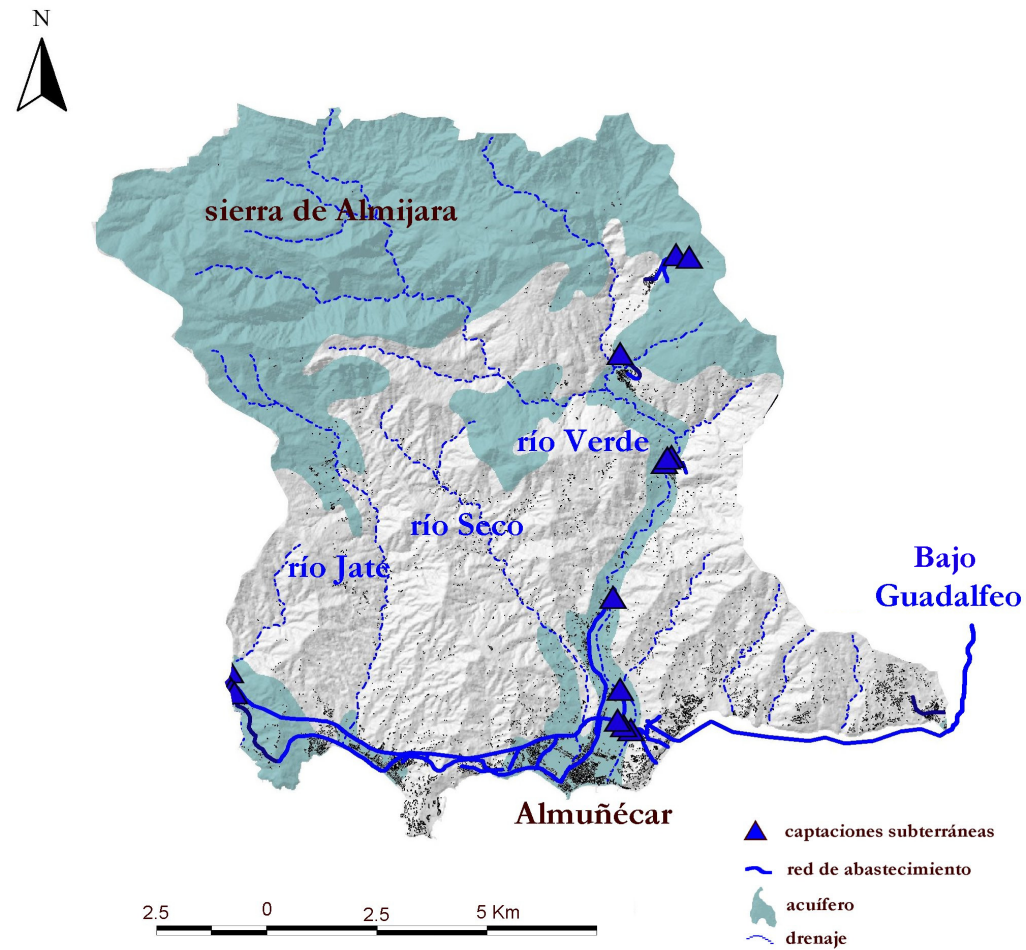 N
sierra de Almijara
río Verde
río Seco
río Jate
Bajo
Guadalfeo
Almuñécar
captaciones subterráneas
red de abastecimiento
acuífero
drenaje
2.5 0 2.5 5 Km